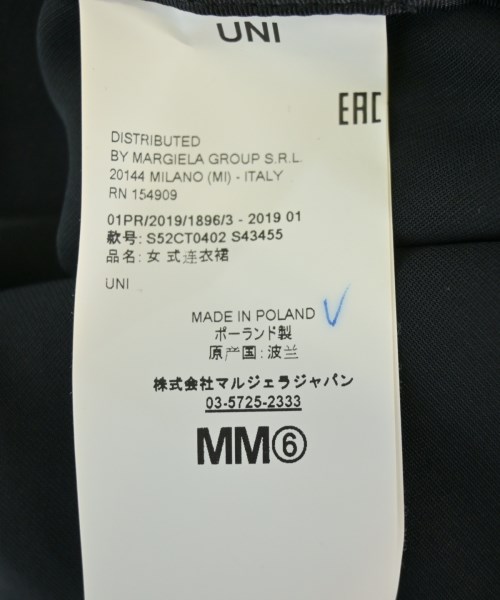 UNI
EAC
DISTRIBUTED
BY MARGIELA GROUP S.R.L.
20144 MILANO (MI) - ITALY
RN 154909
01PR/2019/1896/3 - 2019 01
款号: S52CT0402 S43455
品名: 女 式连衣裙
UNI
MADE IN POLAND
ポーランド製
原产国: 波兰
株式会社マルジェラジャパン
03-5725-2333
MM⑥